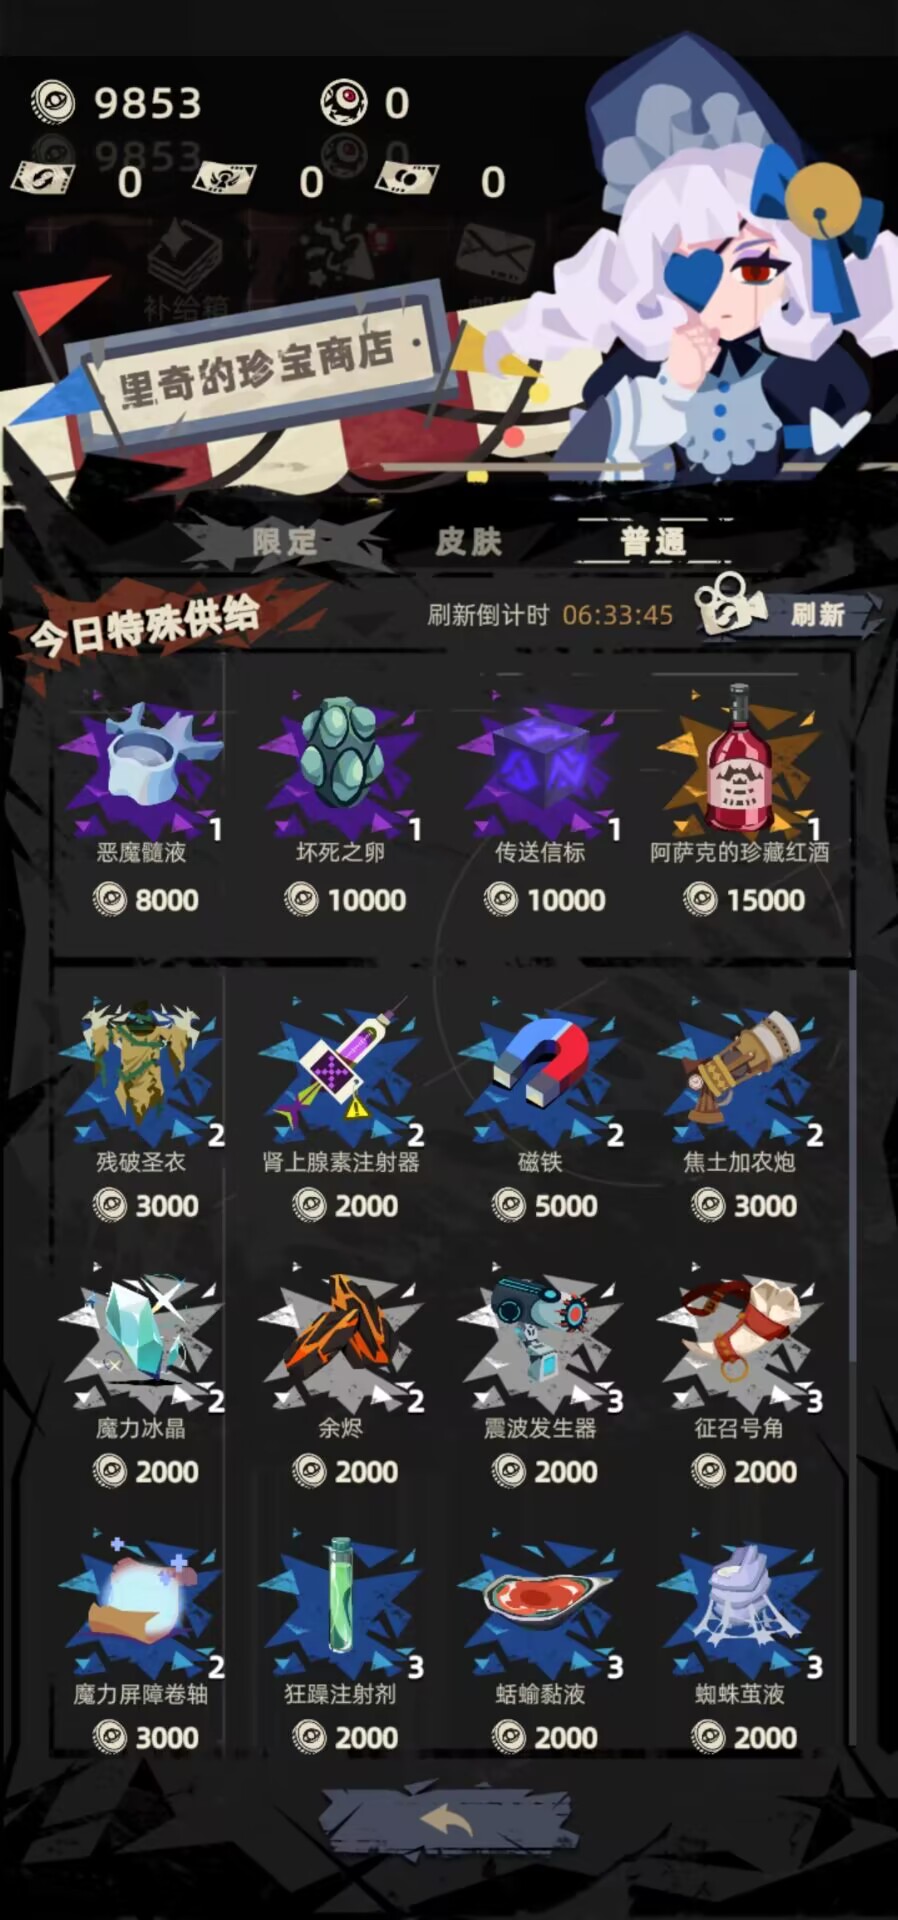 9853
0
9853
0
0
0
0
补给箱
里奇的珍宝商店
限定
皮肤
普通
今日特殊供给
刷新倒计时 06:33:45
刷新
1
1
1
1
恶魔髓液
坏死之卵
传送信标
阿萨克的珍藏红酒
8000
10000
10000
15000
2
2
2
2
残破圣衣
肾上腺素注射器
磁铁
焦土加农炮
3000
2000
5000
3000
2
2
3
3
魔力冰晶
余烬
震波发生器
征召号角
2000
2000
2000
2000
2
3
3
3
魔力屏障卷轴
狂躁注射剂
蛞蝓黏液
蜘蛛茧液
3000
2000
2000
2000